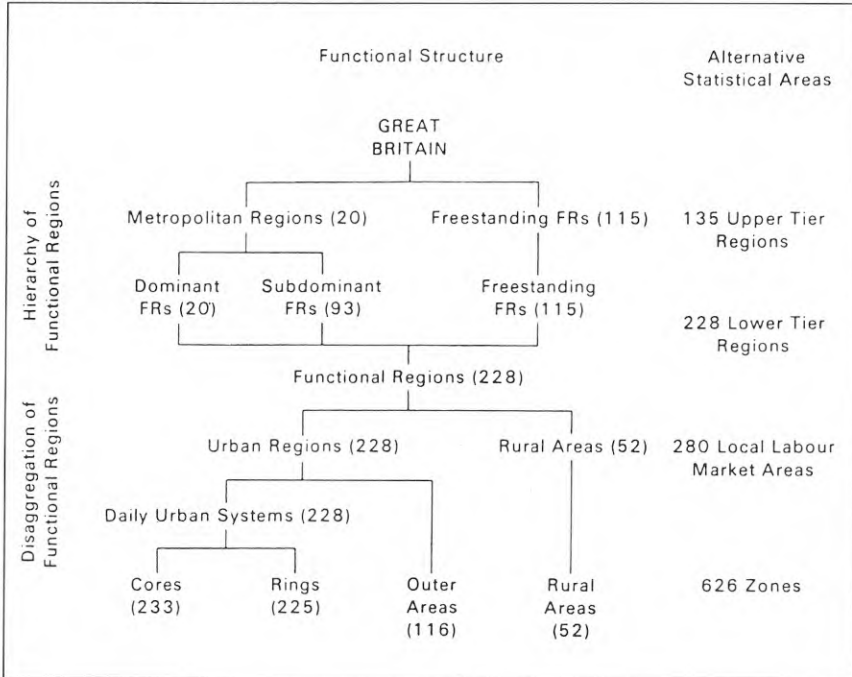 Functional Structure
Alternative
Statistical Areas
GREAT
BRITAIN
Hierarchy of
Functional Regions
Metropolitan Regions (20)
Freestanding FRs (115)
135 Upper Tier
Regions
Dominant
FRs (20)
Subdominant
FRs (93)
Freestanding
FRs (115)
228 Lower Tier
Regions
Functional Regions (228)
Disaggregation of
Functional Regions
Urban Regions (228)
Rural Areas (52)
280 Local Labour
Market Areas
Daily Urban Systems (228)
Cores
(233)
Rings
(225)
Outer
Areas
(116)
Rural
Areas
(52)
626 Zones